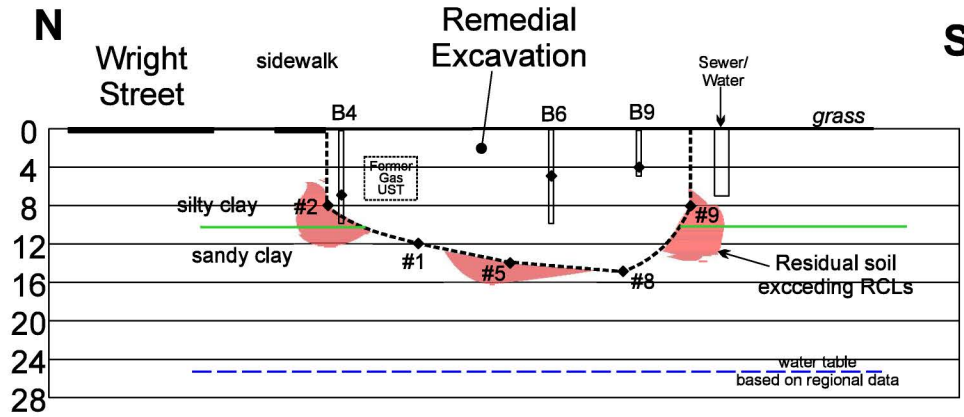 N
S
Wright
Street
sidewalk
Remedial
Excavation
Sewer/
Water
grass
B4
B6
B9
0
4
8
12
16
20
24
28
Former
Gas
UST
silty clay
sandy clay
#2
#1
#5
#8
#9
Residual soil
excceding RCLs
water table
based on regional data